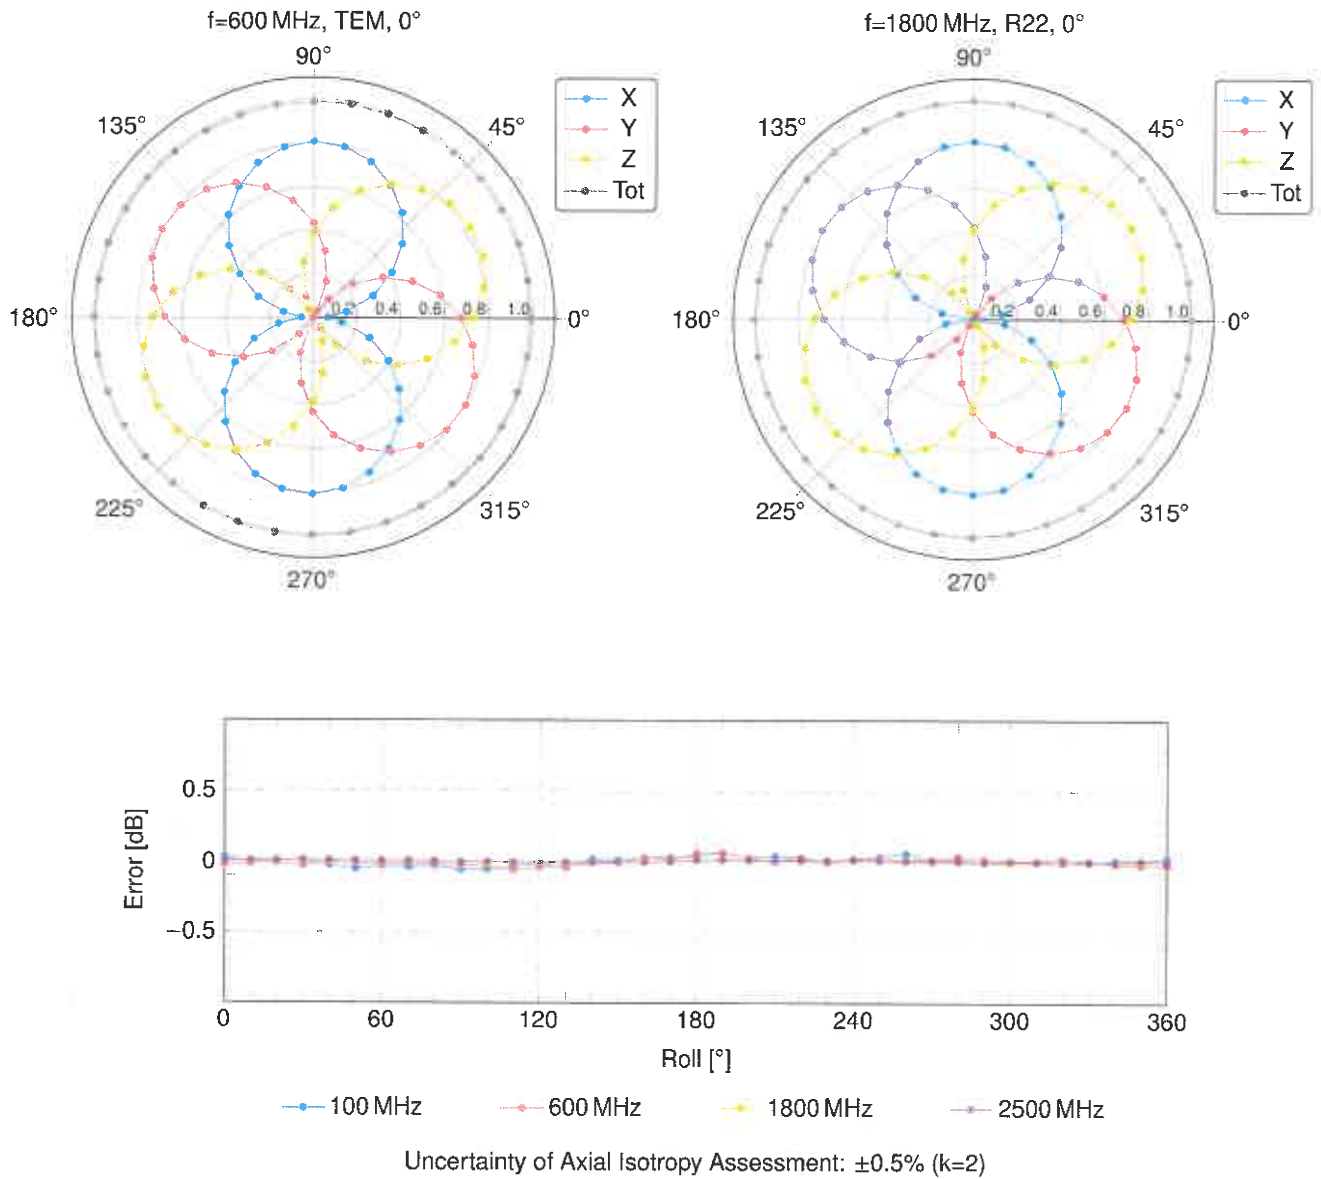 f=600 MHz, TEM, 0°
90°
135°
45°
180°
0.2 0.4 0.6 0.8 1.0
0°
225°
315°
270°
X
Y
Z
Tot
f=1800 MHz, R22, 0°
90°
135°
45°
180°
0.2 0.4 0.6 0.8 1.0
0°
225°
315°
270°
X
Y
Z
Tot
Error [dB]
0.5
0
−0.5
0 60 120 180 240 300 360
Roll [°]
100 MHz 600 MHz 1800 MHz 2500 MHz
Uncertainty of Axial Isotropy Assessment: ±0.5% (k=2)